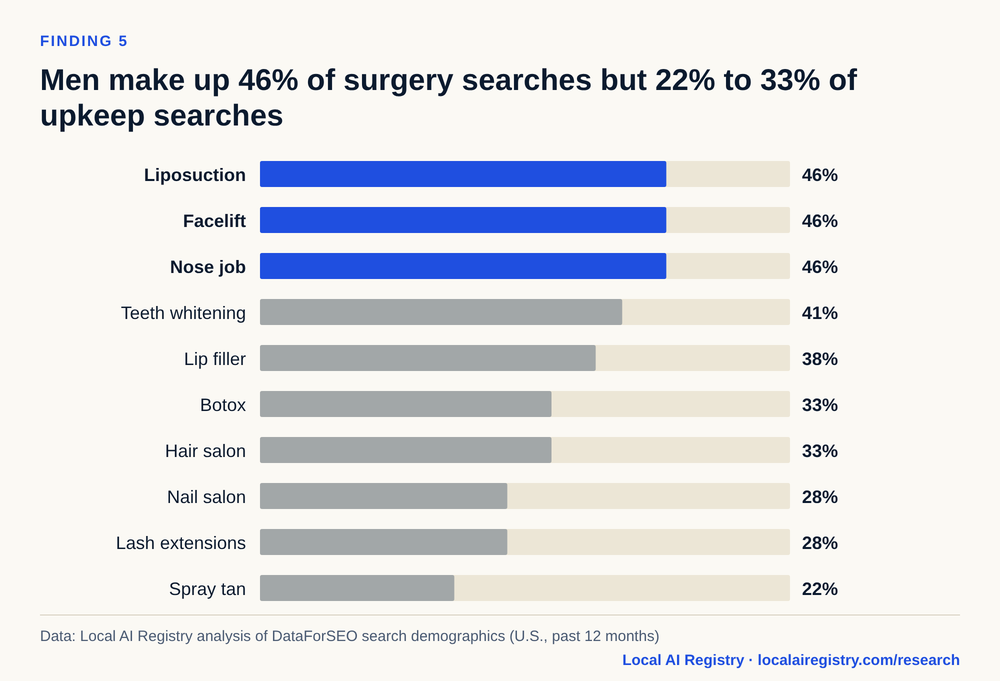 FINDING 5
Men make up 46% of surgery searches but 22% to 33% of
upkeep searches
Liposuction 46%
Facelift 46%
Nose job 46%
Teeth whitening 41%
Lip filler 38%
Botox 33%
Hair salon 33%
Nail salon 28%
Lash extensions 28%
Spray tan 22%
Data: Local AI Registry analysis of DataForSEO search demographics (U.S., past 12 months)
Local AI Registry · localairegistry.com/research